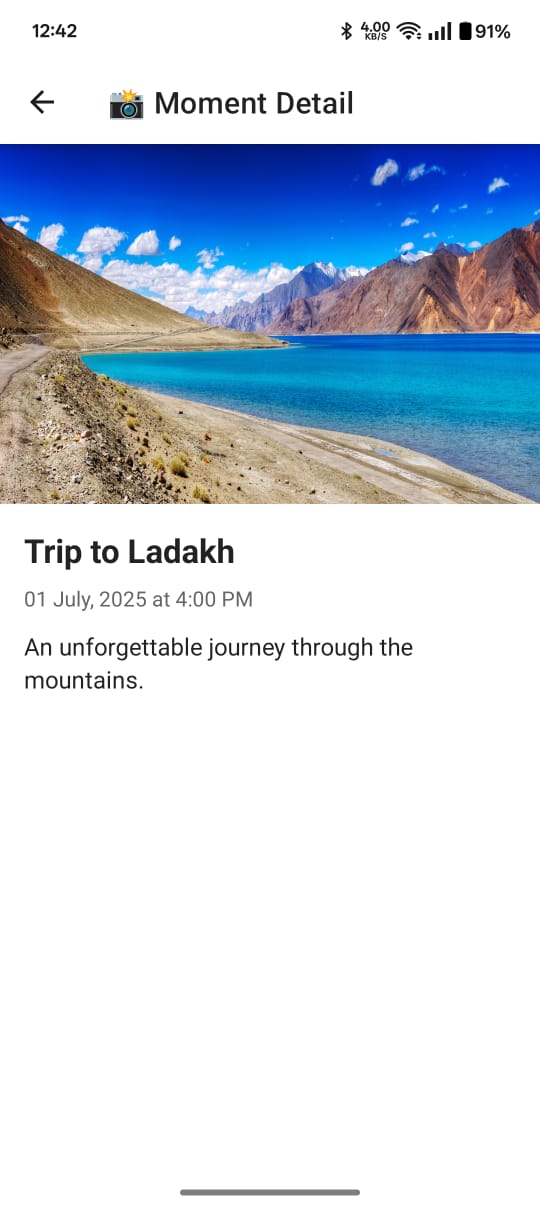 12:42
4.00
KB/S
91%
Moment Detail
Trip to Ladakh
01 July, 2025 at 4:00 PM
An unforgettable journey through the
mountains.